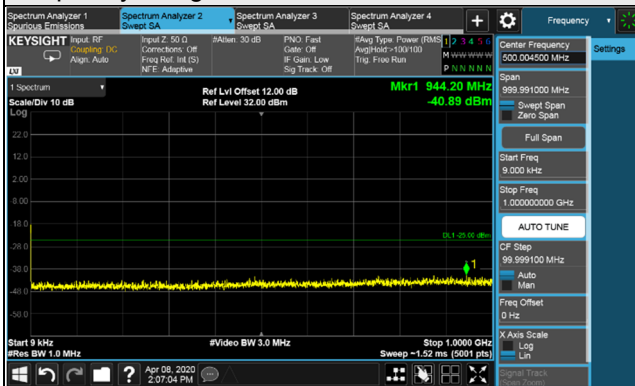 Spectrum Analyzer 1
Spurious Emissions
Spectrum Analyzer 2
Swept SA
Spectrum Analyzer 3
Swept SA
Spectrum Analyzer 4
Swept SA
Frequency
KEYSIGHT
Input: RF
Coupling: DC
Align: Auto
Input Z: 50 Ω
Corrections: Off
Freq Ref: Int (S)
NFE: Adaptive
#Atten: 30 dB
PNO: Fast
Gate: Off
IF Gain: Low
Sig Track: Off
#Avg Type: Power (RMS
Avg|Hold:>100/100
Trig: Free Run
1 2 3 4 5 6
M W W W W W
P N N N N N
LXI
1 Spectrum
Scale/Div 10 dB
Log
Ref Lvl Offset 12.00 dB
Ref Level 32.00 dBm
Mkr1 944.20 MHz
-40.89 dBm
22.0
12.0
2.00
-8.00
-18.0
-28.0
-38.0
-48.0
-58.0
DL1 -25.00 dBm
1
Start 9 kHz
#Res BW 1.0 MHz
#Video BW 3.0 MHz
Stop 1.0000 GHz
Sweep ~1.52 ms (5001 pts)
Apr 08, 2020
2:07:04 PM
Center Frequency
500.004500 MHz
Settings
Span
999.991000 MHz
Swept Span
Zero Span
Full Span
Start Freq
9.000 kHz
Stop Freq
1.000000000 GHz
AUTO TUNE
CF Step
99.999100 MHz
Auto
Man
Freq Offset
0 Hz
X Axis Scale
Log
Lin
Signal Track
(Span Zoom)